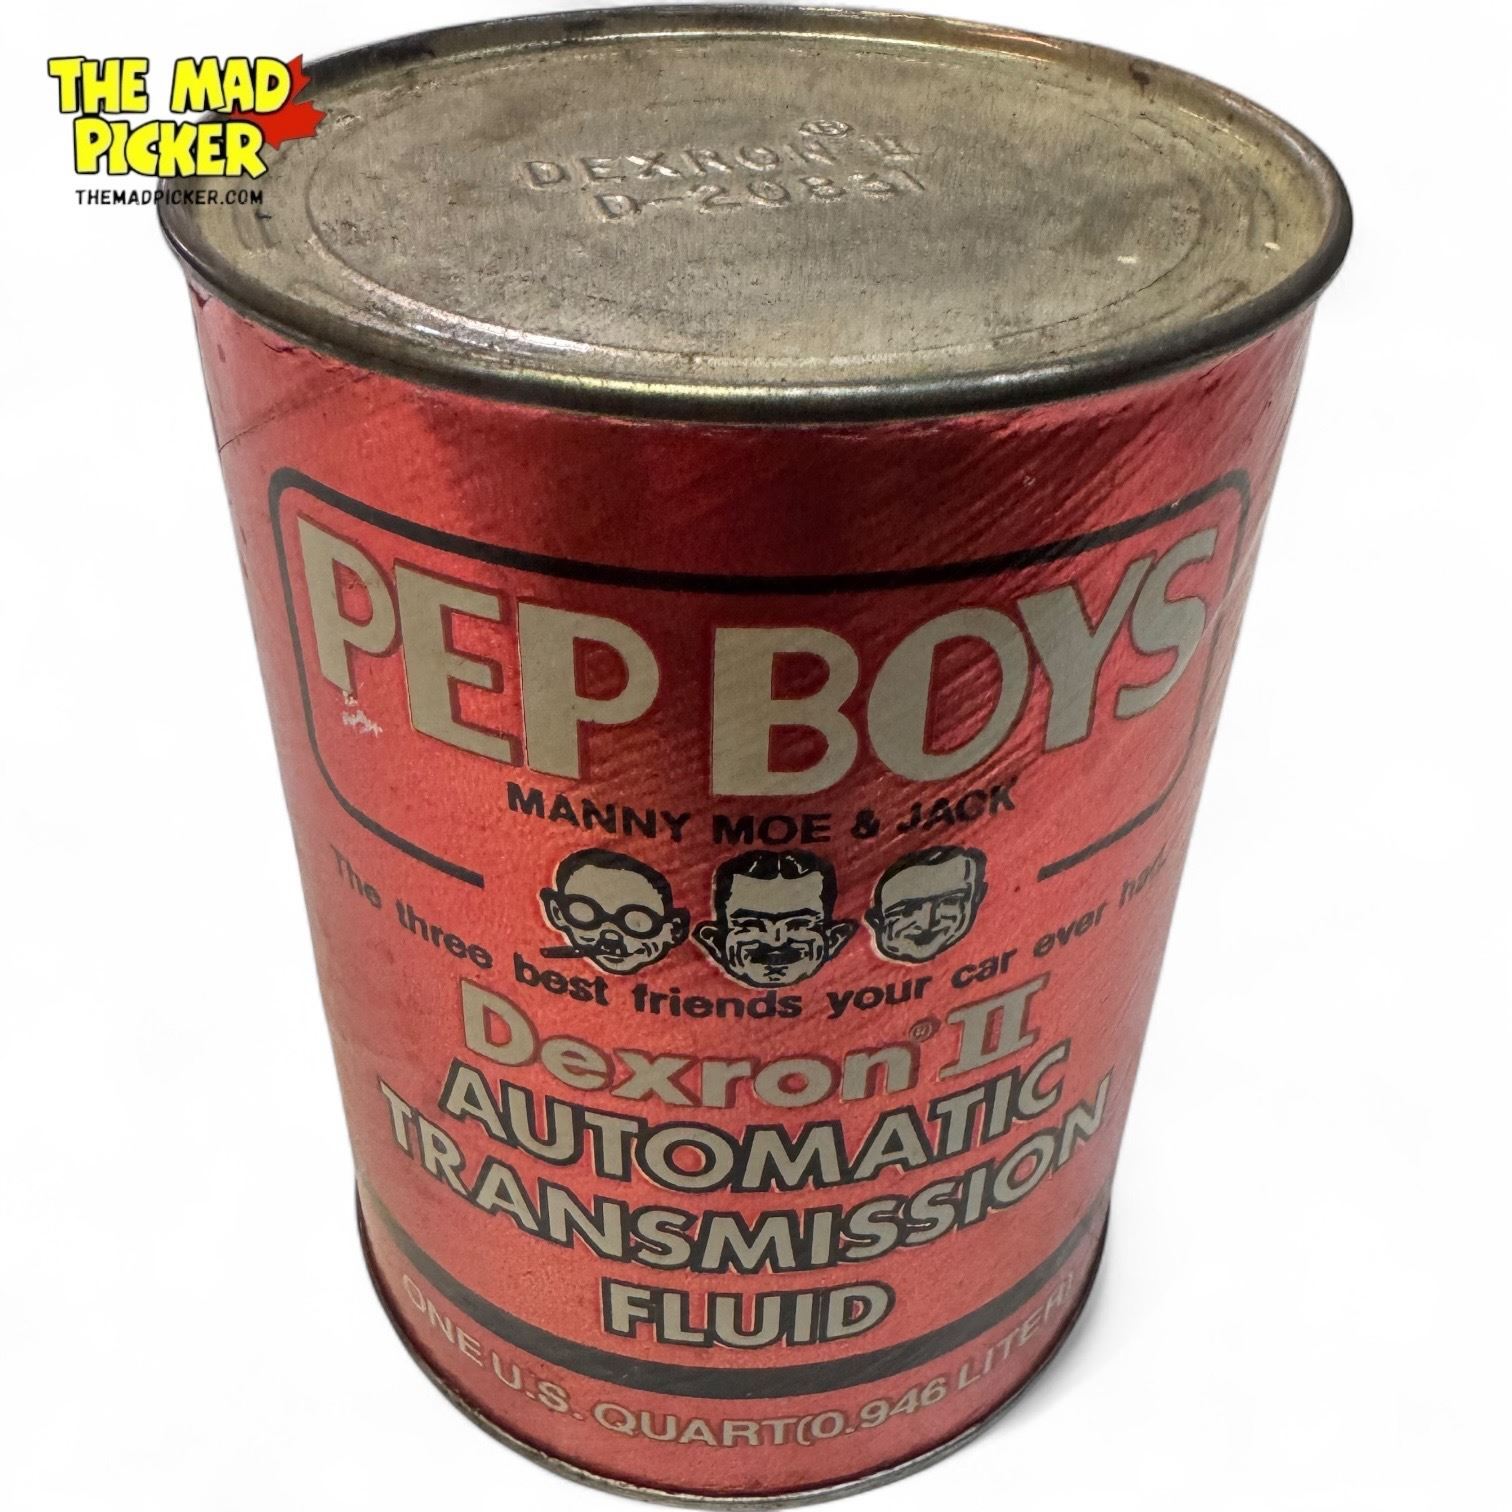 THE MAD
PICKER
THEMADPICKER.COM
DEXRON® II
D-20831
PEP BOYS
MANNY MOE & JACK
The three best friends your car ever had.
Dexron® II
AUTOMATIC
TRANSMISSION
FLUID
ONE U.S. QUART (0.946 LITER)